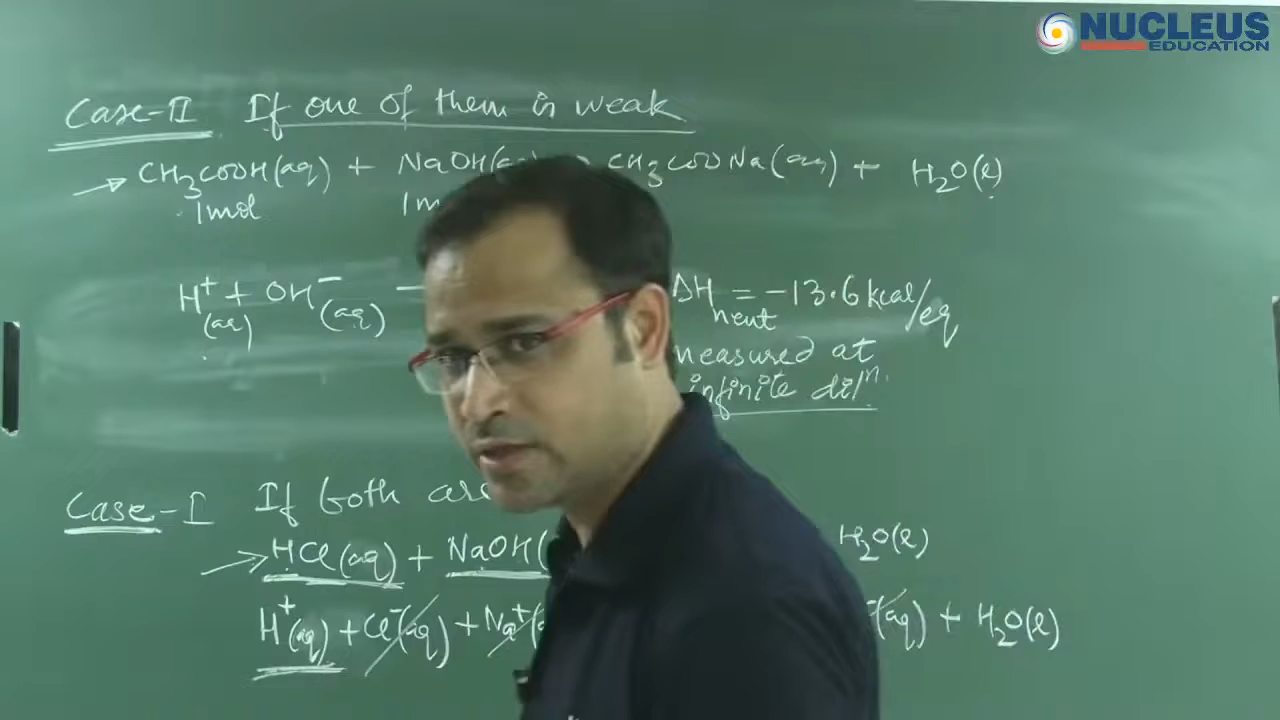 NUCLEUS
EDUCATION
Case-II If one of them is weak
CH₃COOH(aq) + NaOH(aq) CH₃COONa(aq) + H₂O(l)
1mol 1m
H⁺(aq) + OH⁻(aq) ΔHneut = -13.6 kcal/eq
measured at
infinite dilⁿ.
Case-I If both are
HCl(aq) + NaOH( H₂O(l)
H⁺(aq) + Cl⁻(aq) + Na⁺( ⁻(aq) + H₂O(l)